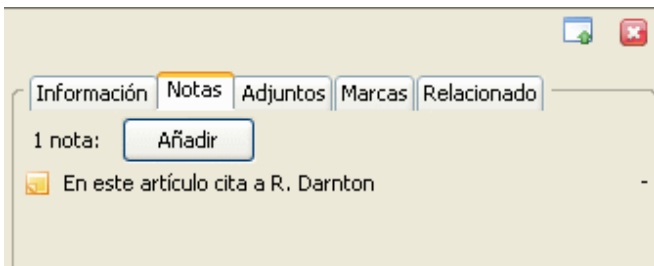 Información Notas Adjuntos Marcas Relacionado
1 nota: Añadir
En este artículo cita a R. Darnton -